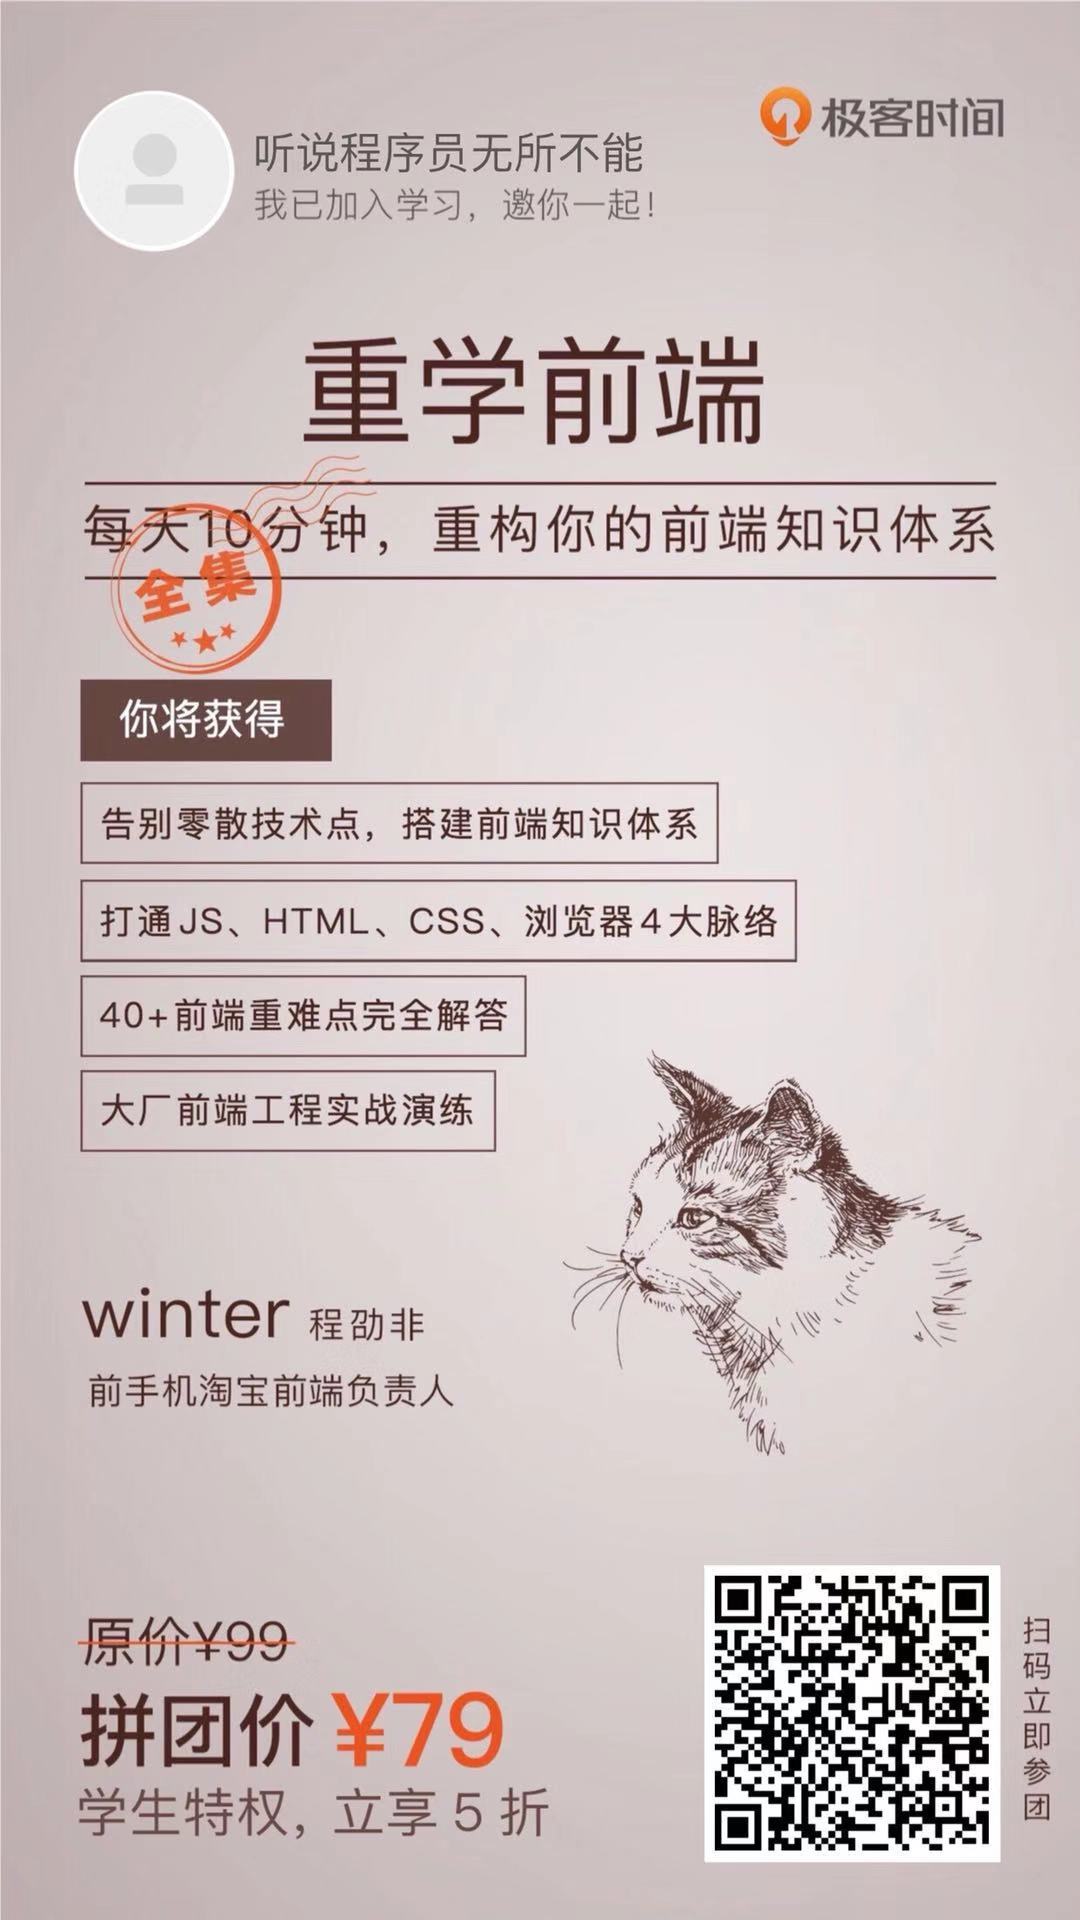 极客时间
听说程序员无所不能
我已加入学习，邀你一起！
重学前端
每天10分钟，重构你的前端知识体系
全集
你将获得
告别零散技术点，搭建前端知识体系
打通JS、HTML、CSS、浏览器4大脉络
40+前端重难点完全解答
大厂前端工程实战演练
winter 程劭非
前手机淘宝前端负责人
原价¥99
拼团价¥79
学生特权，立享5折
扫码立即参团